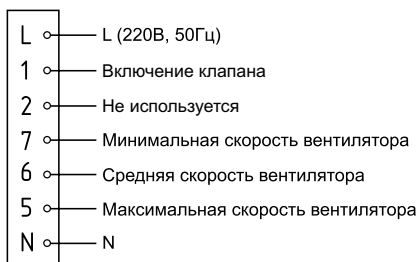 L L (220В, 50Гц)
1 Включение клапана
2 Не используется
7 Минимальная скорость вентилятора
6 Средняя скорость вентилятора
5 Максимальная скорость вентилятора
N N